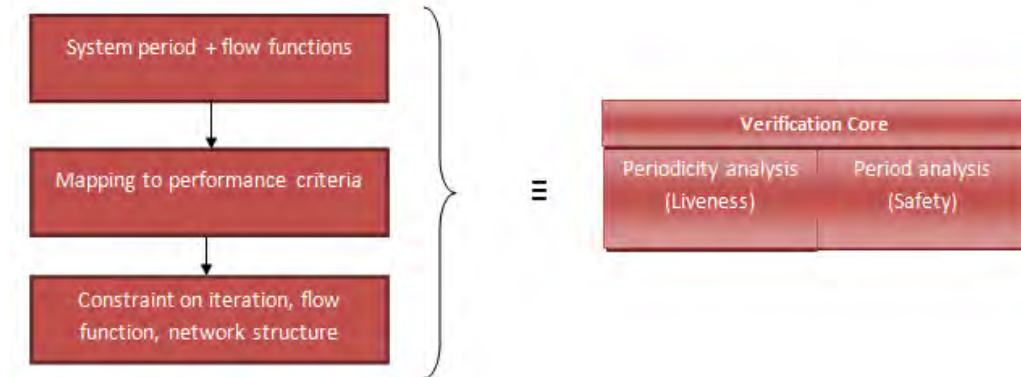 System period + flow functions
Mapping to performance criteria
Constraint on iteration, flow
function, network structure
≡
Verification Core
Periodicity analysis
(Liveness)
Period analysis
(Safety)